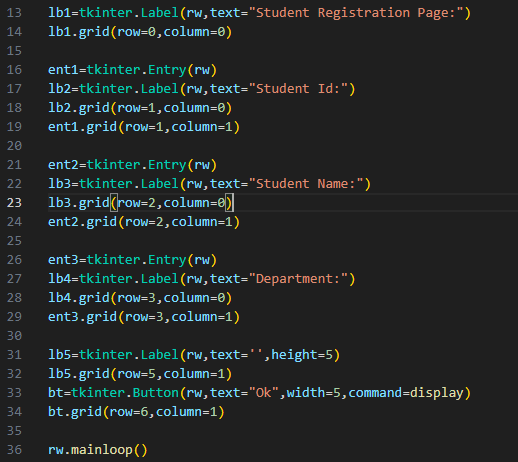 13 lb1=tkinter.Label(rw,text="Student Registration Page:")
14 lb1.grid(row=0,column=0)
15
16 ent1=tkinter.Entry(rw)
17 lb2=tkinter.Label(rw,text="Student Id:")
18 lb2.grid(row=1,column=0)
19 ent1.grid(row=1,column=1)
20
21 ent2=tkinter.Entry(rw)
22 lb3=tkinter.Label(rw,text="Student Name:")
23 lb3.grid(row=2,column=0)
24 ent2.grid(row=2,column=1)
25
26 ent3=tkinter.Entry(rw)
27 lb4=tkinter.Label(rw,text="Department:")
28 lb4.grid(row=3,column=0)
29 ent3.grid(row=3,column=1)
30
31 lb5=tkinter.Label(rw,text='',height=5)
32 lb5.grid(row=5,column=1)
33 bt=tkinter.Button(rw,text="Ok",width=5,command=display)
34 bt.grid(row=6,column=1)
35
36 rw.mainloop()